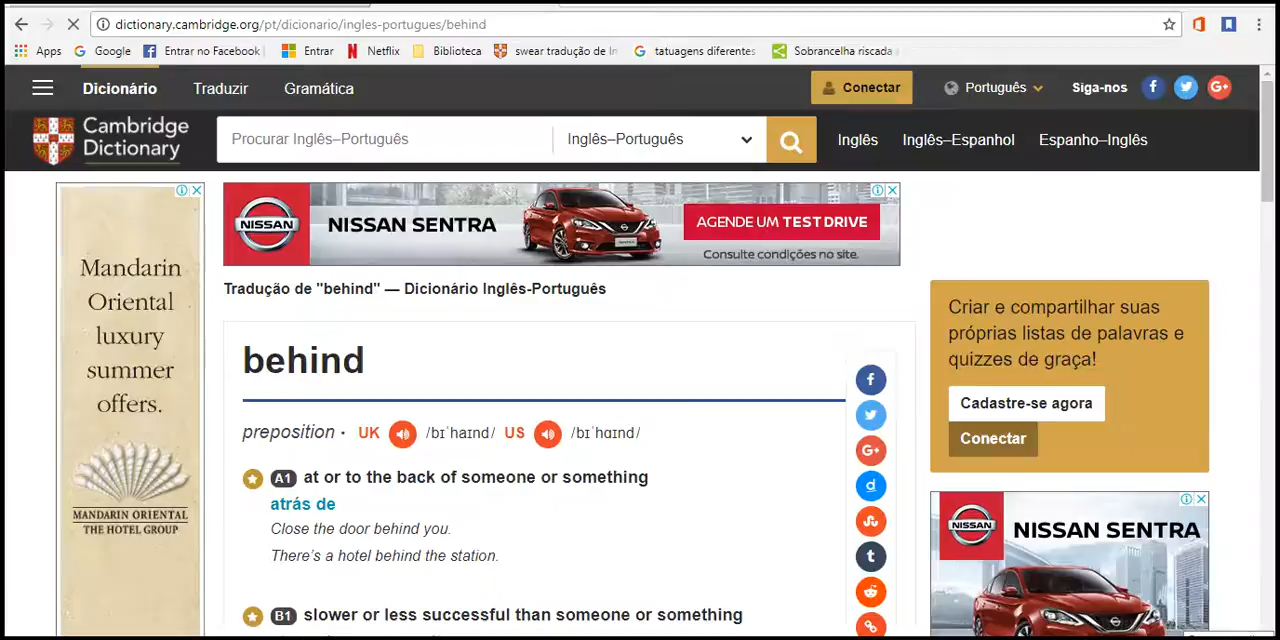 dictionary.cambridge.org/pt/dicionario/ingles-portugues/behind
Apps Google Entrar no Facebook Entrar Netflix Biblioteca swear tradução de In tatuagens diferentes Sobrancelha riscada
Dicionário Traduzir Gramática Conectar Português Siga-nos
Cambridge
Dictionary
Procurar Inglês–Português Inglês–Português Inglês Inglês–Espanhol Espanho–Inglês
Mandarin
Oriental
luxury
summer
offers.
MANDARIN ORIENTAL
THE HOTEL GROUP
NISSAN
NISSAN SENTRA
AGENDE UM TEST DRIVE
Consulte condições no site.
Tradução de "behind" — Dicionário Inglês-Português
behind
preposition · UK /bɪˈhaɪnd/ US /bɪˈhɑɪnd/
A1 at or to the back of someone or something
atrás de
Close the door behind you.
There's a hotel behind the station.
B1 slower or less successful than someone or something
Criar e compartilhar suas
próprias listas de palavras e
quizzes de graça!
Cadastre-se agora
Conectar
NISSAN
NISSAN SENTRA